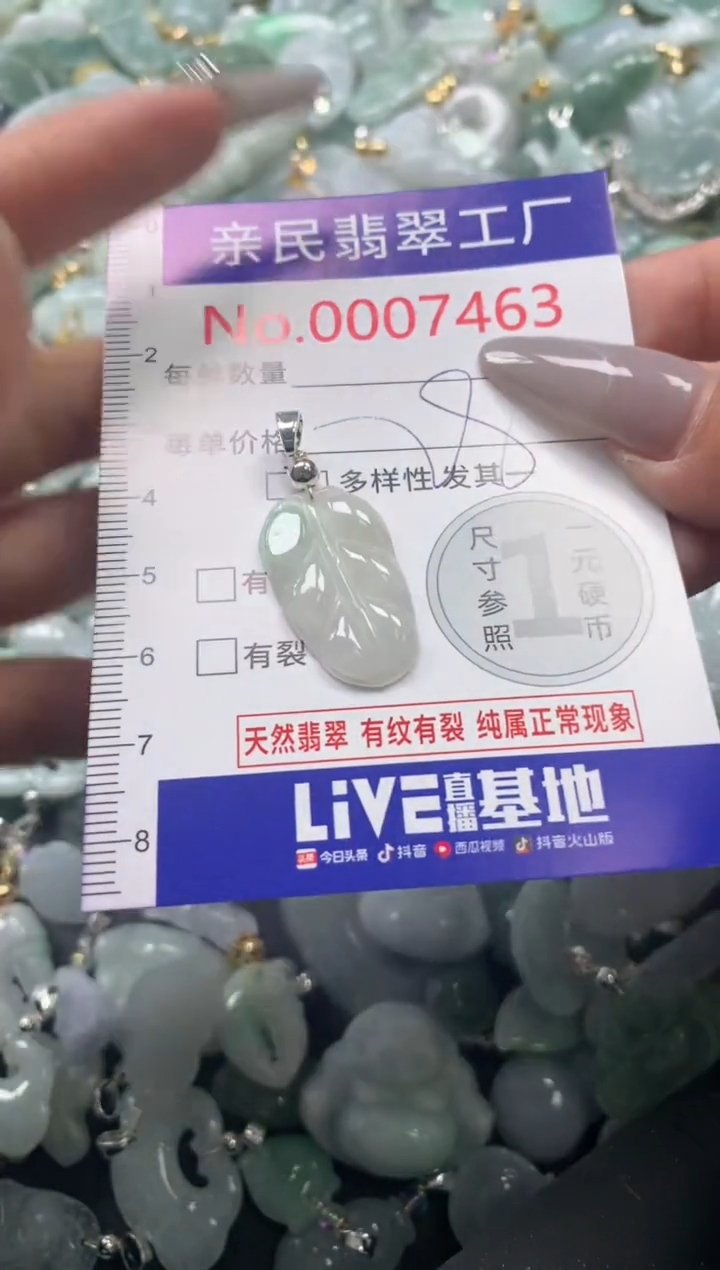 亲民翡翠工厂
No.0007463
0
1
2
每单数量
每单价格
4
多样性发其一
5
有
6
有裂
尺寸参照
1
一元硬币
7
天然翡翠 有纹有裂 纯属正常现象
8
LiVE直播基地
头条 今日头条 抖音 西瓜视频 抖音火山版